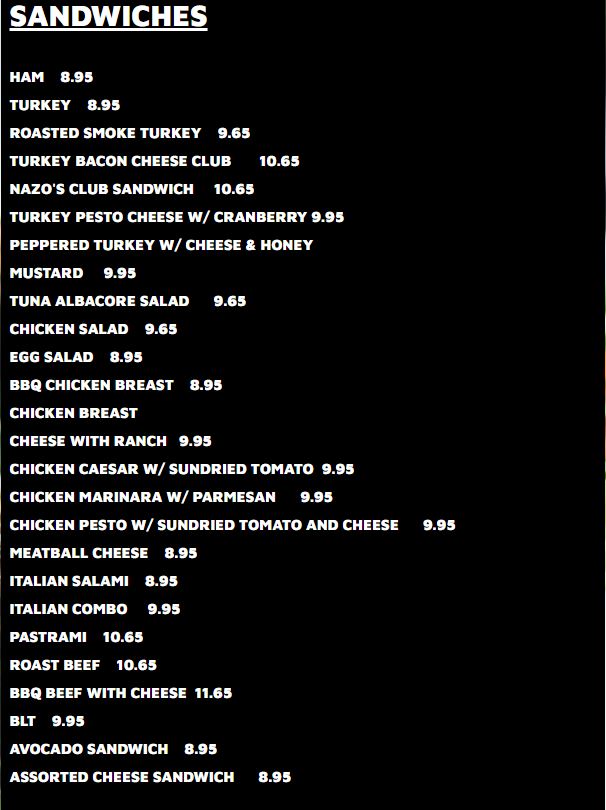 SANDWICHES
HAM 8.95
TURKEY 8.95
ROASTED SMOKE TURKEY 9.65
TURKEY BACON CHEESE CLUB 10.65
NAZO'S CLUB SANDWICH 10.65
TURKEY PESTO CHEESE W/ CRANBERRY 9.95
PEPPERED TURKEY W/ CHEESE & HONEY
MUSTARD 9.95
TUNA ALBACORE SALAD 9.65
CHICKEN SALAD 9.65
EGG SALAD 8.95
BBQ CHICKEN BREAST 8.95
CHICKEN BREAST
CHEESE WITH RANCH 9.95
CHICKEN CAESAR W/ SUNDRIED TOMATO 9.95
CHICKEN MARINARA W/ PARMESAN 9.95
CHICKEN PESTO W/ SUNDRIED TOMATO AND CHEESE 9.95
MEATBALL CHEESE 8.95
ITALIAN SALAMI 8.95
ITALIAN COMBO 9.95
PASTRAMI 10.65
ROAST BEEF 10.65
BBQ BEEF WITH CHEESE 11.65
BLT 9.95
AVOCADO SANDWICH 8.95
ASSORTED CHEESE SANDWICH 8.95